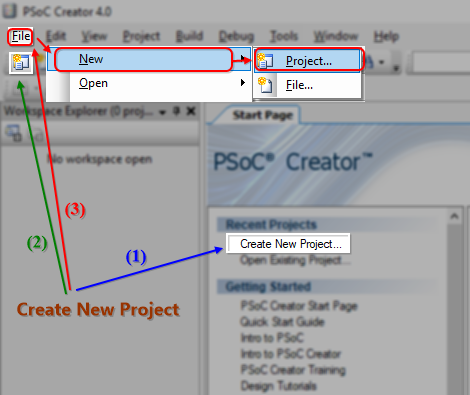 PSoC Creator 4.0
File Edit View Project Build Debug Tools Window Help
New Project...
Open File...
Workspace Explorer (0 proj...
Start Page
No workspace open
PSoC® Creator™
(3)
(2)
(1)
Recent Projects
Create New Project...
Open Existing Project...
Create New Project
Getting Started
PSoC Creator Start Page
Quick Start Guide
Intro to PSoC
Intro to PSoC Creator
PSoC Creator Training
Design Tutorials